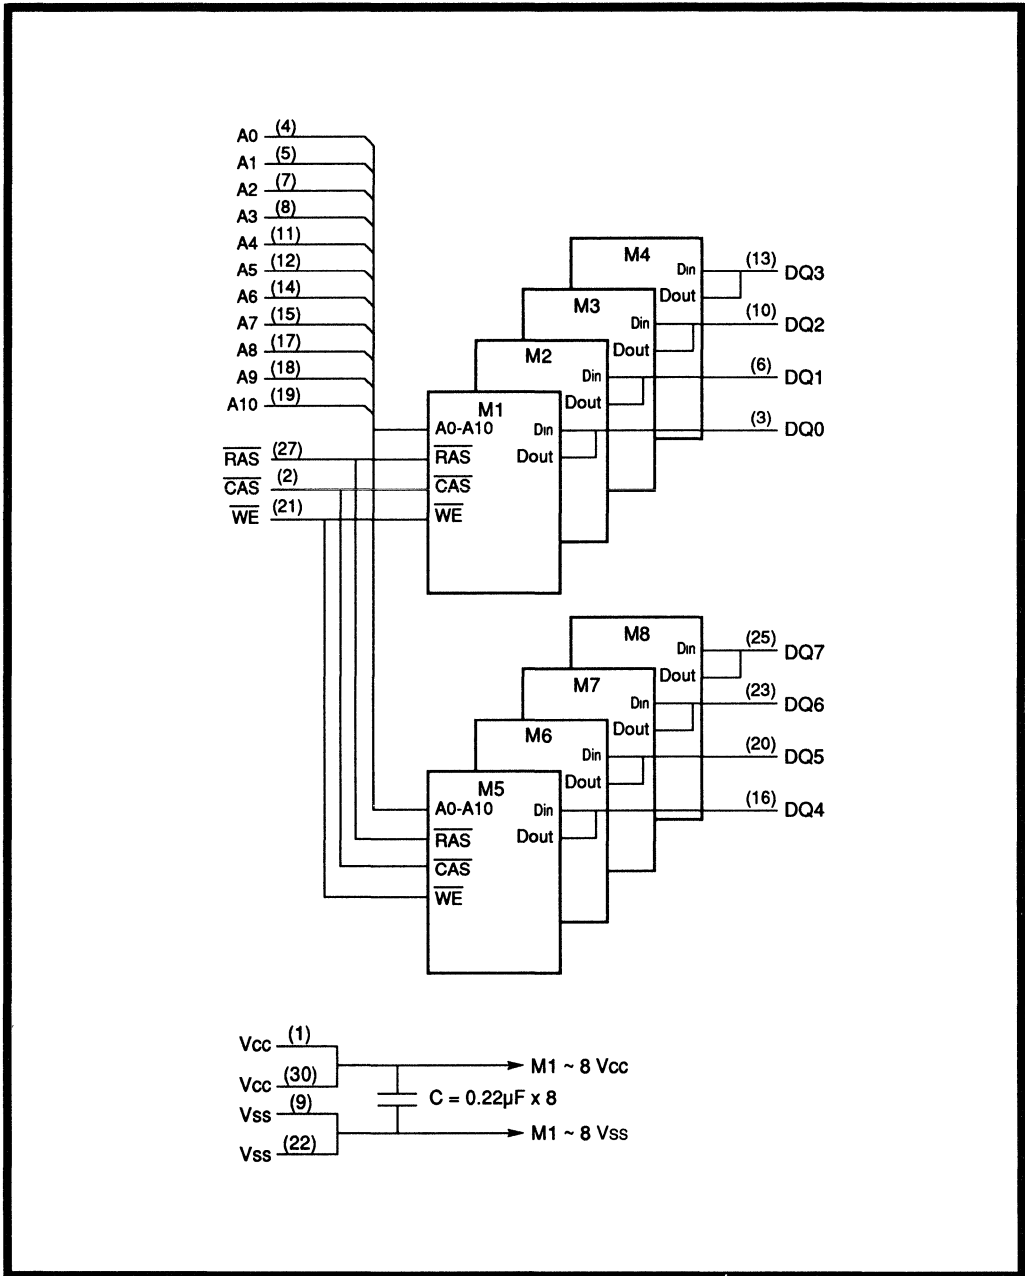 A0 (4)
A1 (5)
A2 (7)
A3 (8)
A4 (11)
A5 (12)
A6 (14)
A7 (15)
A8 (17)
A9 (18)
A10 (19)
RAS (27)
CAS (2)
WE (21)
M4
Din (13) DQ3
Dout
M3
Din (10) DQ2
Dout
M2
Din (6) DQ1
Dout
M1
A0-A10 Din (3) DQ0
RAS Dout
CAS
WE
M8
Din (25) DQ7
Dout
M7
Din (23) DQ6
Dout
M6
Din (20) DQ5
Dout
M5
A0-A10 Din (16) DQ4
RAS Dout
CAS
WE
Vcc (1)
M1 ~ 8 Vcc
Vcc (30)
C = 0.22µF x 8
Vss (9)
M1 ~ 8 Vss
Vss (22)